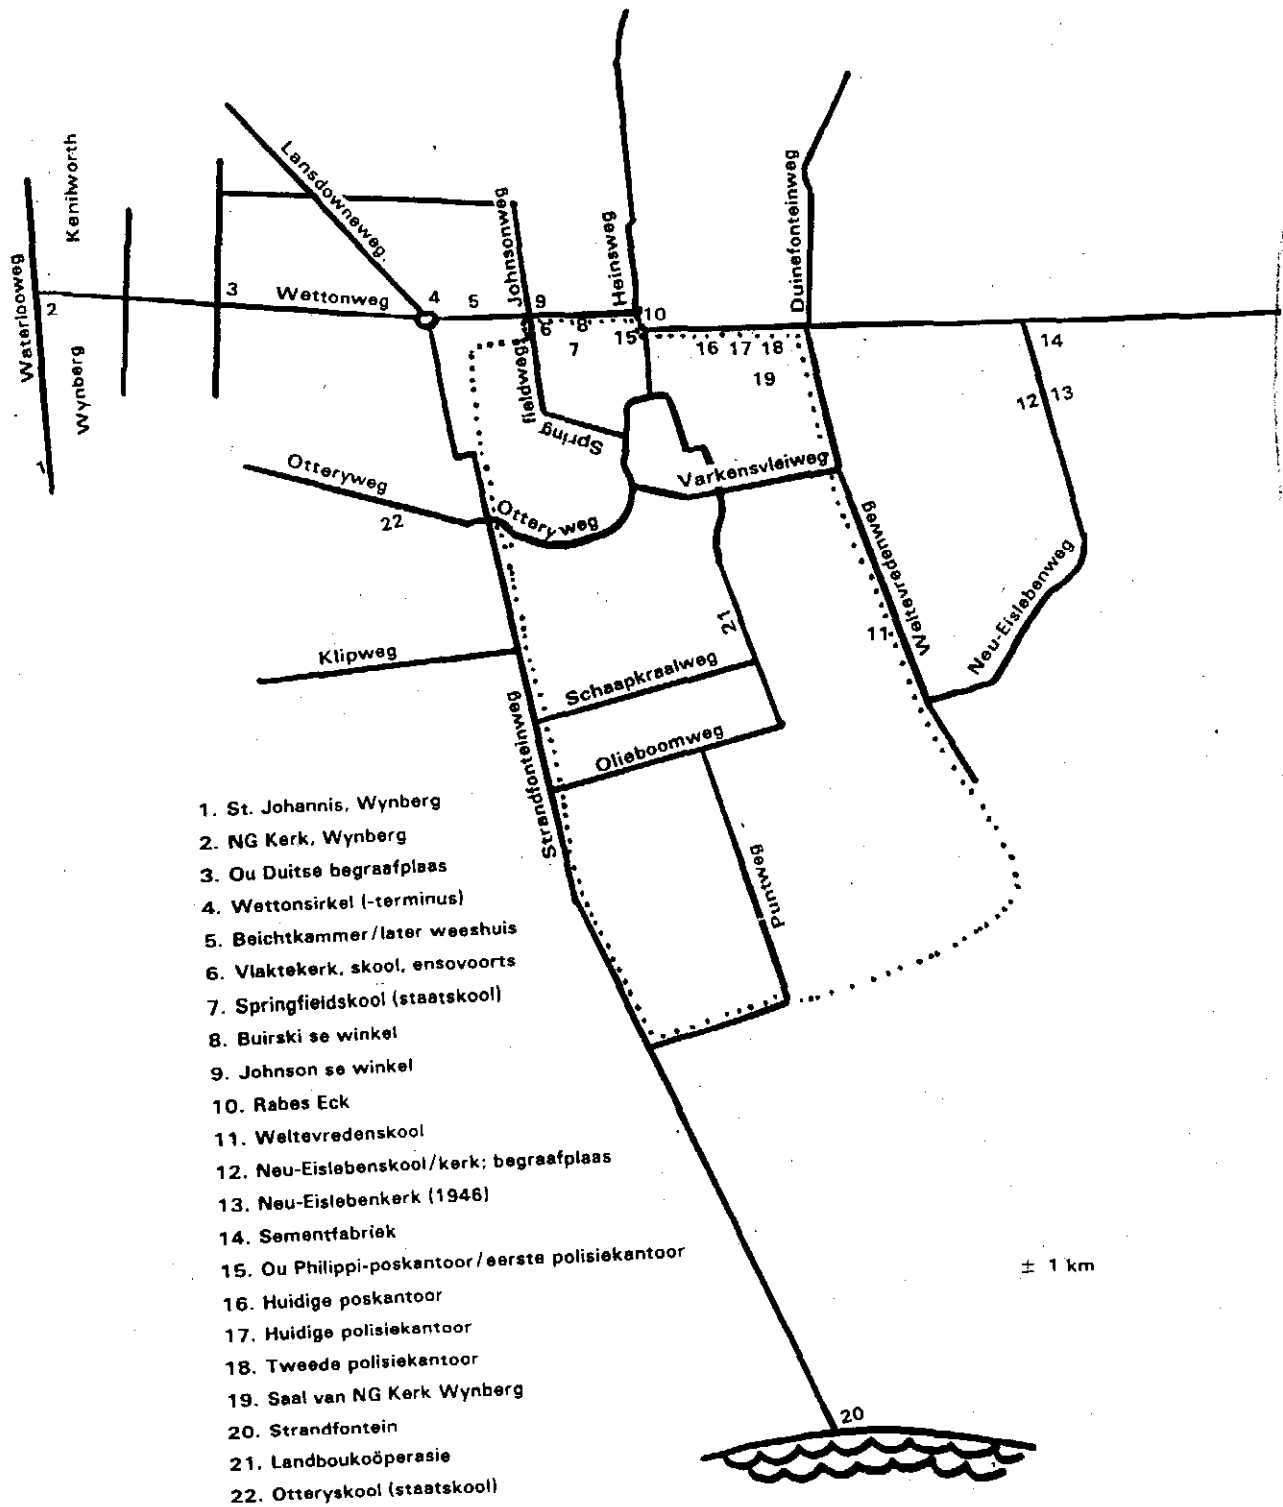 Kenilworth
Lansdowneweg
Johnsonweg
Heinsweg
Duinefonteinweg
Waterlooweg
2
3
Wettonweg
4
5
9
6
8
7
10
15
16
17
18
19
14
12
13
Wynberg
1
Springfieldweg
Otteryweg
22
Otteryweg
Varkensvleiweg
Weltevredenweg
11
Neu-Eislebenweg
21
Klipweg
Schaapkraalweg
Strandfonteinweg
Olieboomweg
Puntweg
1. St. Johannis, Wynberg
2. NG Kerk, Wynberg
3. Ou Duitse begraafplaas
4. Wettonsirkel (-terminus)
5. Beichtkammer/later weeshuis
6. Vlaktekerk, skool, ensovoorts
7. Springfieldskool (staatskool)
8. Buirski se winkel
9. Johnson se winkel
10. Rabes Eck
11. Weltevredenskool
12. Neu-Eislebenskool/kerk; begraafplaas
13. Neu-Eislebenkerk (1946)
14. Sementfabriek
15. Ou Philippi-poskantoor/eerste polisiekantoor
16. Huidige poskantoor
17. Huidige polisiekantoor
18. Tweede polisiekantoor
19. Saal van NG Kerk Wynberg
20. Strandfontein
21. Landboukoöperasie
22. Otteryskool (staatskool)
± 1 km
20